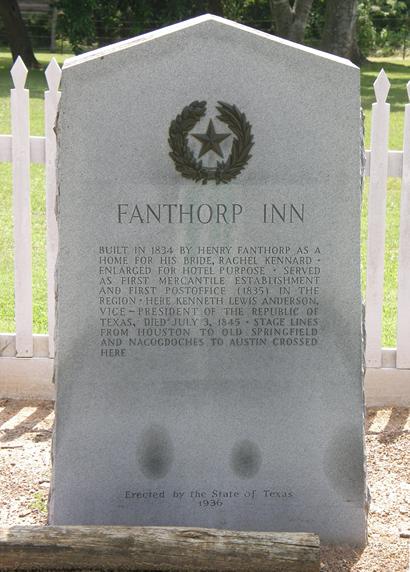 FANTHORP INN
BUILT IN 1834 BY HENRY FANTHORP AS A
HOME FOR HIS BRIDE, RACHEL KENNARD •
ENLARGED FOR HOTEL PURPOSE • SERVED
AS FIRST MERCANTILE ESTABLISHMENT
AND FIRST POSTOFFICE (1835) IN THE
REGION • HERE KENNETH LEWIS ANDERSON,
VICE-PRESIDENT OF THE REPUBLIC OF
TEXAS, DIED JULY 3, 1845 • STAGE LINES
FROM HOUSTON TO OLD SPRINGFIELD
AND NACOGDOCHES TO AUSTIN CROSSED
HERE
Erected by the State of Texas
1936